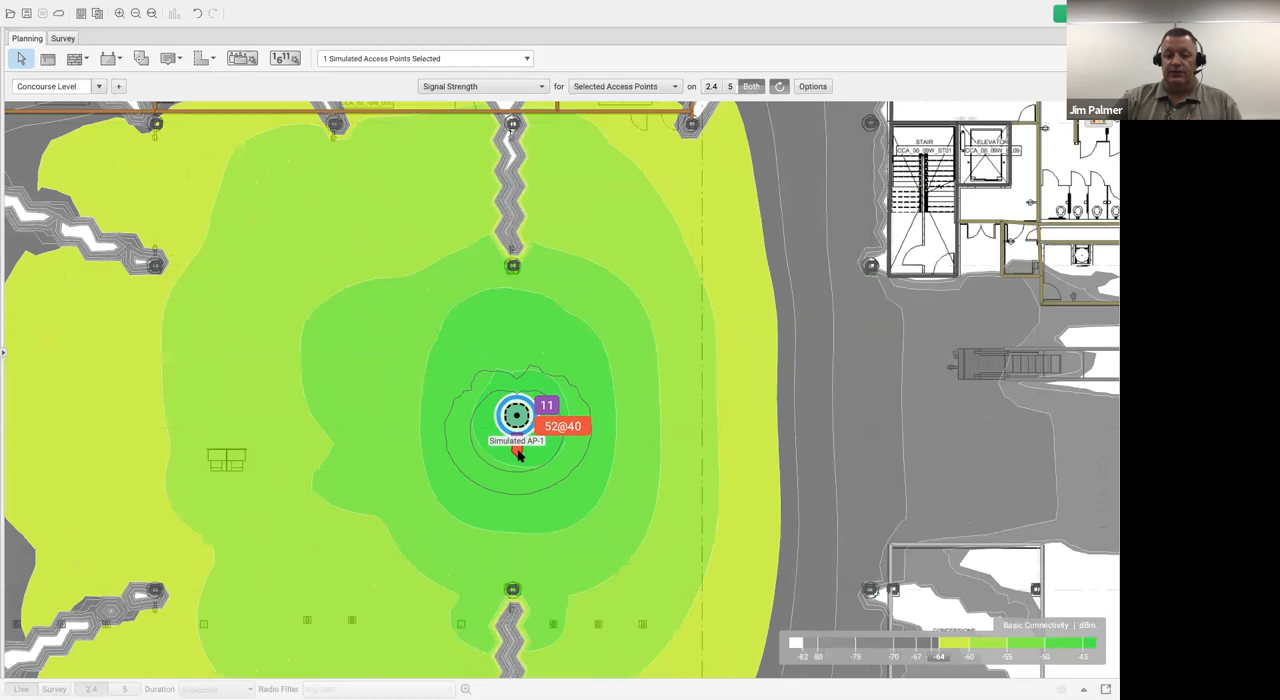 Planning Survey
1 Simulated Access Points Selected
Concourse Level
+
Signal Strength for Selected Access Points on 2.4 5 Both Options
Jim Palmer
STAIR
CCA_00_09W_ST01
ELEVATOR
11
52@40
Simulated AP-1
CONCESSIONS
Basic Connectivity | dBm
-82 -80 -75 -70 -67 -64 -60 -55 -50 -45
Live Survey 2.4 5 Duration Radio Filter